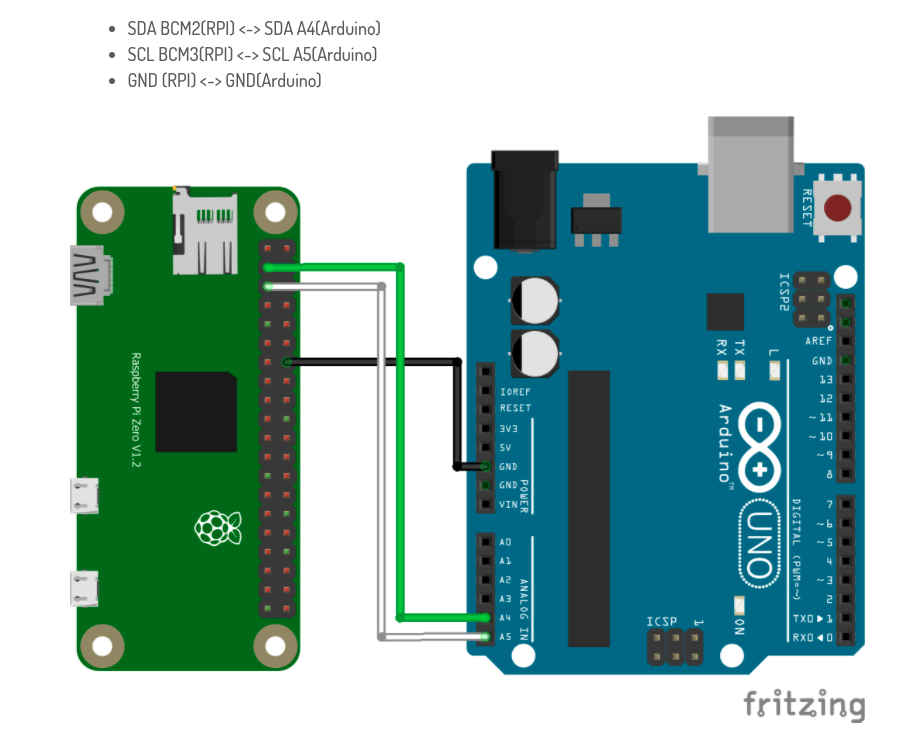 SDA BCM2(RPI) <-> SDA A4(Arduino)
SCL BCM3(RPI) <-> SCL A5(Arduino)
GND (RPI) <-> GND(Arduino)
Raspberry Pi Zero V1.2
RESET
ICSP2
AREF
GND
RX
TX
L
13
12
~11
~10
~9
8
IOREF
RESET
3V3
5V
GND
GND
VIN
POWER
Arduino™
UNO
7
~6
~5
4
~3
2
TX0▶1
RX0◀0
DIGITAL (PWM=~)
A0
A1
A2
A3
A4
A5
ANALOG IN
ICSP
1
ON
fritzing